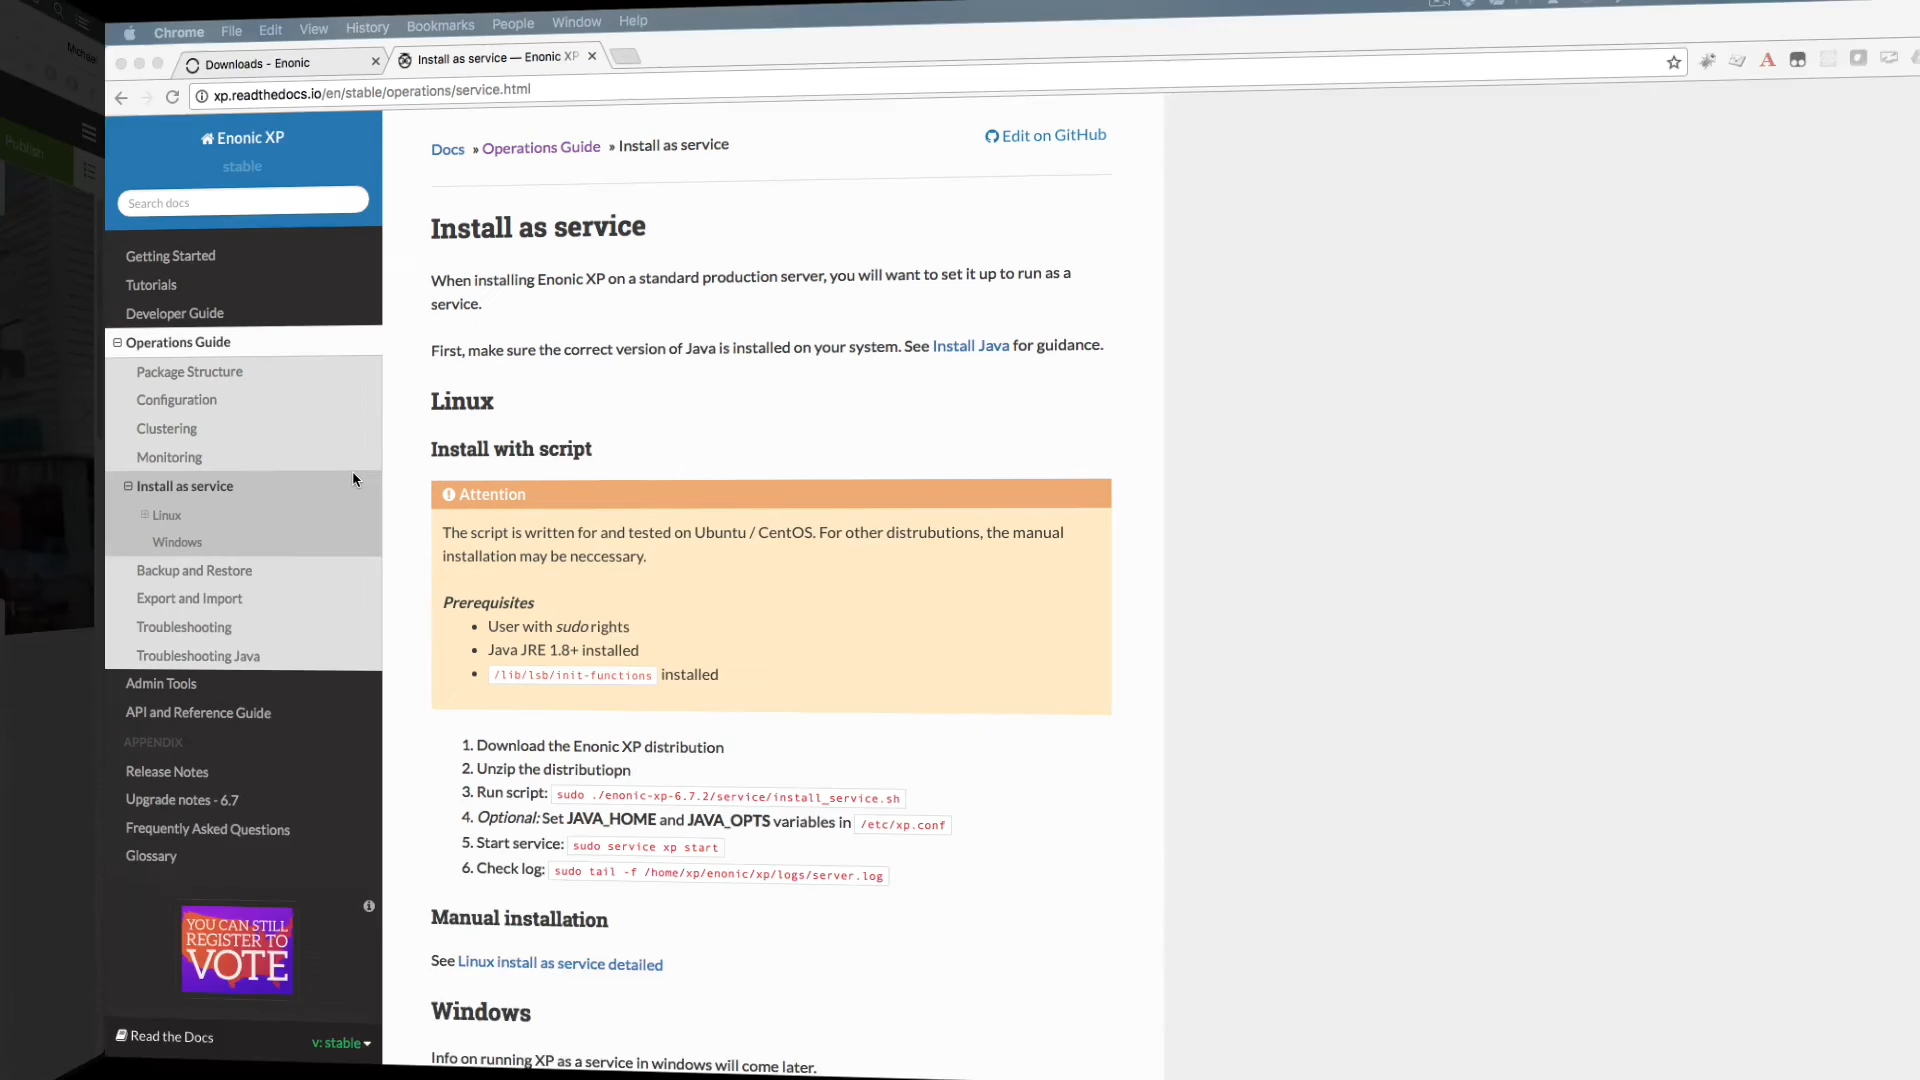 Michae
Chrome File Edit View History Bookmarks People Window Help
Downloads - Enonic
Install as service — Enonic XP
xp.readthedocs.io/en/stable/operations/service.html
Publish
Enonic XP
stable
Search docs
Getting Started
Tutorials
Developer Guide
Operations Guide
Package Structure
Configuration
Clustering
Monitoring
Install as service
Linux
Windows
Backup and Restore
Export and Import
Troubleshooting
Troubleshooting Java
Admin Tools
API and Reference Guide
APPENDIX
Release Notes
Upgrade notes - 6.7
Frequently Asked Questions
Glossary
YOU CAN STILL
REGISTER TO
VOTE
Read the Docs
v: stable
Docs » Operations Guide » Install as service
Edit on GitHub
Install as service
When installing Enonic XP on a standard production server, you will want to set it up to run as a
service.
First, make sure the correct version of Java is installed on your system. See Install Java for guidance.
Linux
Install with script
Attention
The script is written for and tested on Ubuntu / CentOS. For other distrubutions, the manual
installation may be neccessary.
Prerequisites
• User with sudo rights
• Java JRE 1.8+ installed
• /lib/lsb/init-functions installed
1. Download the Enonic XP distribution
2. Unzip the distributiopn
3. Run script: sudo ./enonic-xp-6.7.2/service/install_service.sh
4. Optional: Set JAVA_HOME and JAVA_OPTS variables in /etc/xp.conf
5. Start service: sudo service xp start
6. Check log: sudo tail -f /home/xp/enonic/xp/logs/server.log
Manual installation
See Linux install as service detailed
Windows
Info on running XP as a service in windows will come later.